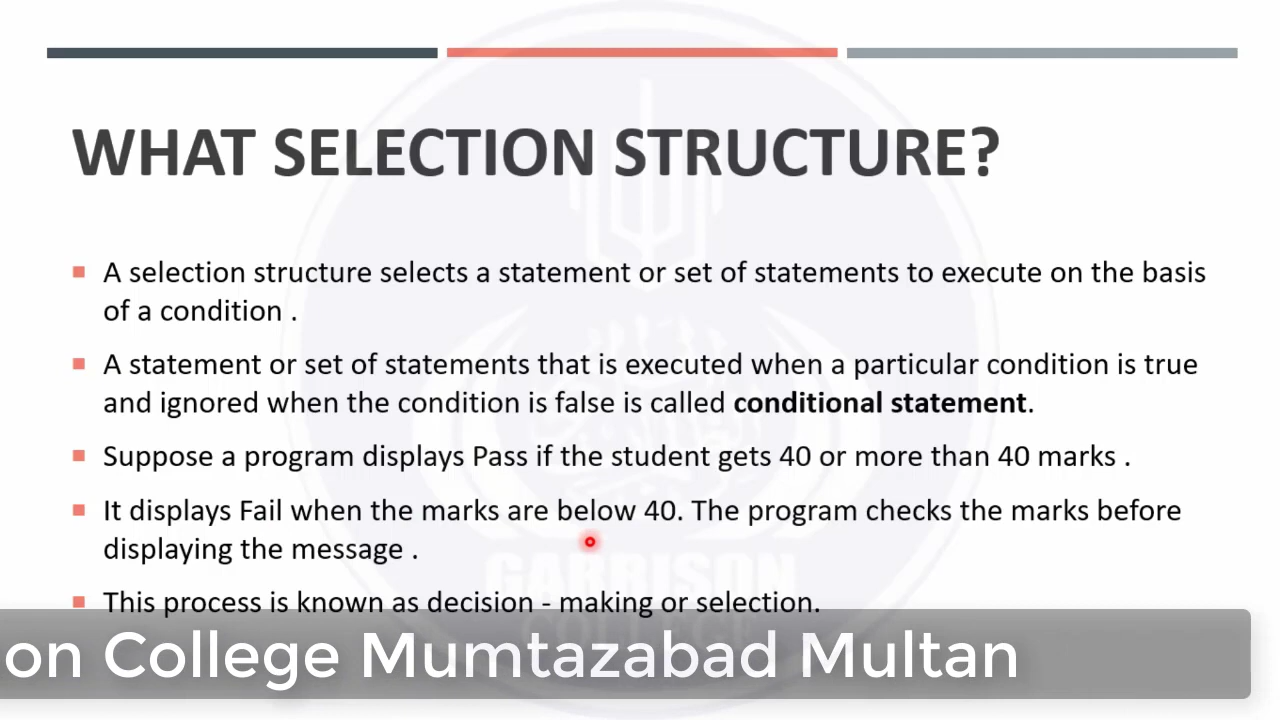 WHAT SELECTION STRUCTURE?
A selection structure selects a statement or set of statements to execute on the basis
of a condition .
A statement or set of statements that is executed when a particular condition is true
and ignored when the condition is false is called conditional statement.
Suppose a program displays Pass if the student gets 40 or more than 40 marks .
It displays Fail when the marks are below 40. The program checks the marks before
displaying the message .
GARRISON
This process is known as decision - making or selection.
COLLEGE
on College Mumtazabad Multan